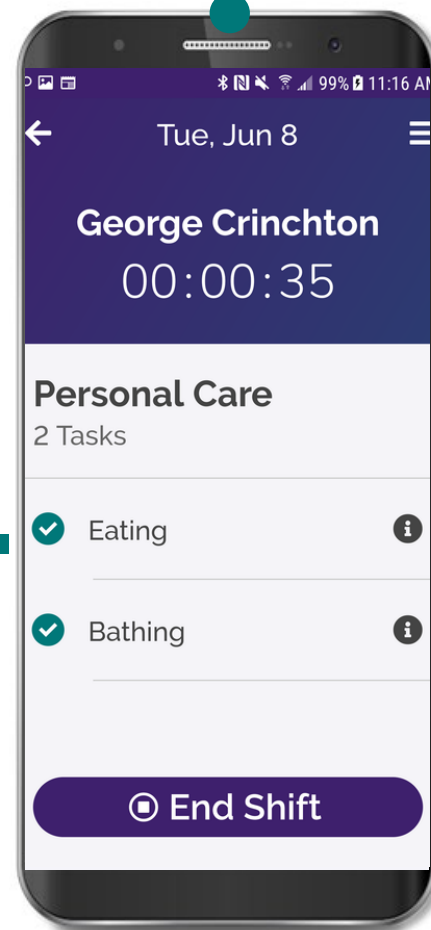 99% 11:16 AM
Tue, Jun 8
George Crinchton
00:00:35
Personal Care
2 Tasks
Eating
Bathing
End Shift